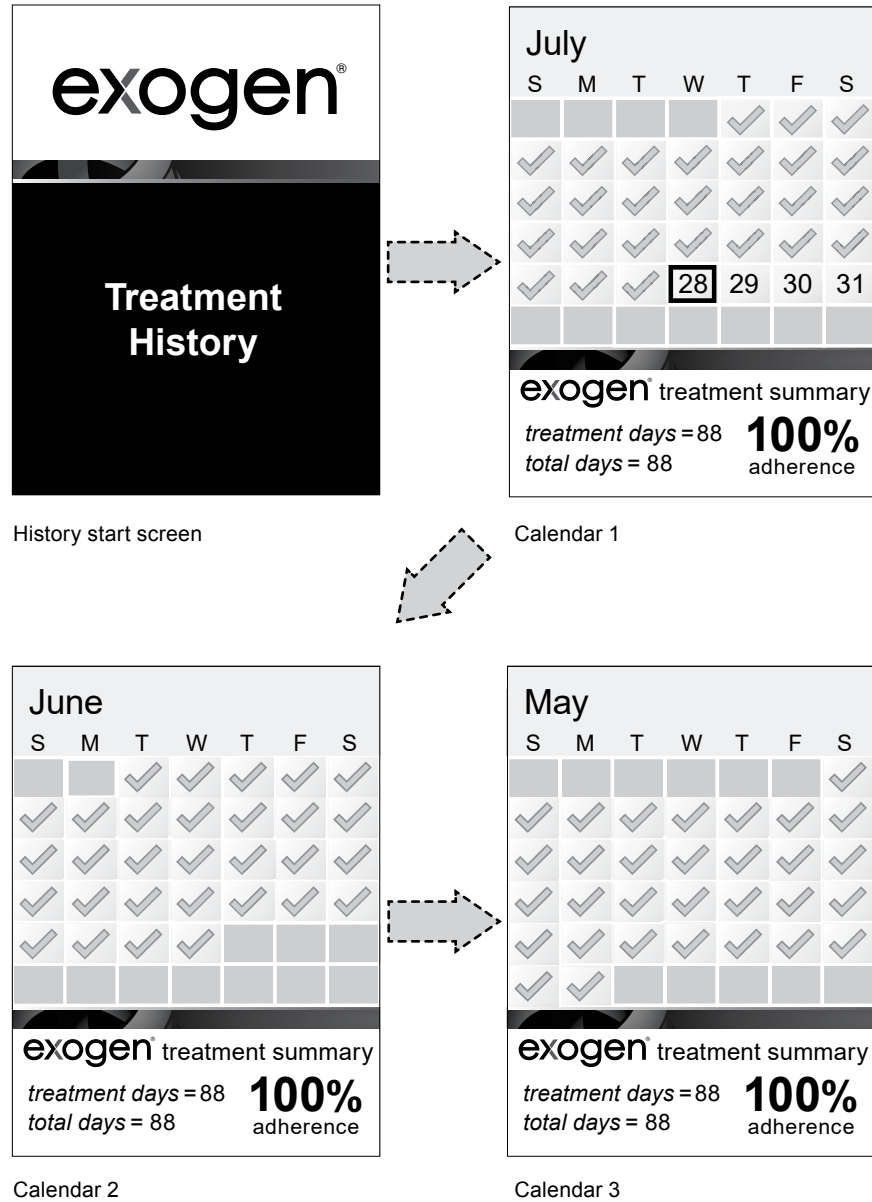 exogen®
Treatment
History
History start screen
July
S M T W T F S
28 29 30 31
exogen® treatment summary
treatment days = 88
total days = 88
100%
adherence
Calendar 1
June
S M T W T F S
exogen® treatment summary
treatment days = 88
total days = 88
100%
adherence
Calendar 2
May
S M T W T F S
exogen® treatment summary
treatment days = 88
total days = 88
100%
adherence
Calendar 3